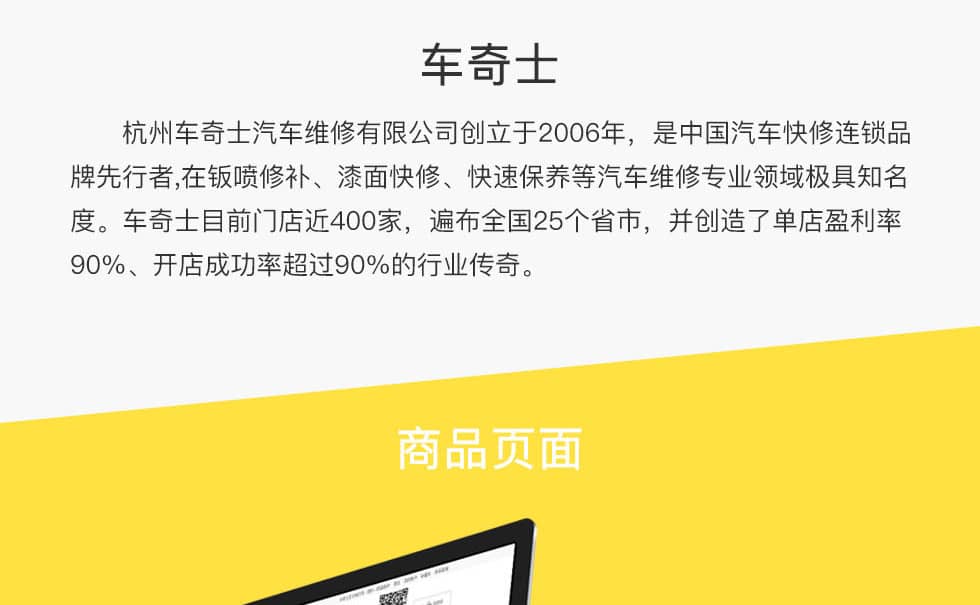 车奇士
杭州车奇士汽车维修有限公司创立于2006年，是中国汽车快修连锁品
牌先行者,在钣喷修补、漆面快修、快速保养等汽车维修专业领域极具知名
度。车奇士目前门店近400家，遍布全国25个省市，并创造了单店盈利率
90%、开店成功率超过90%的行业传奇。
商品页面